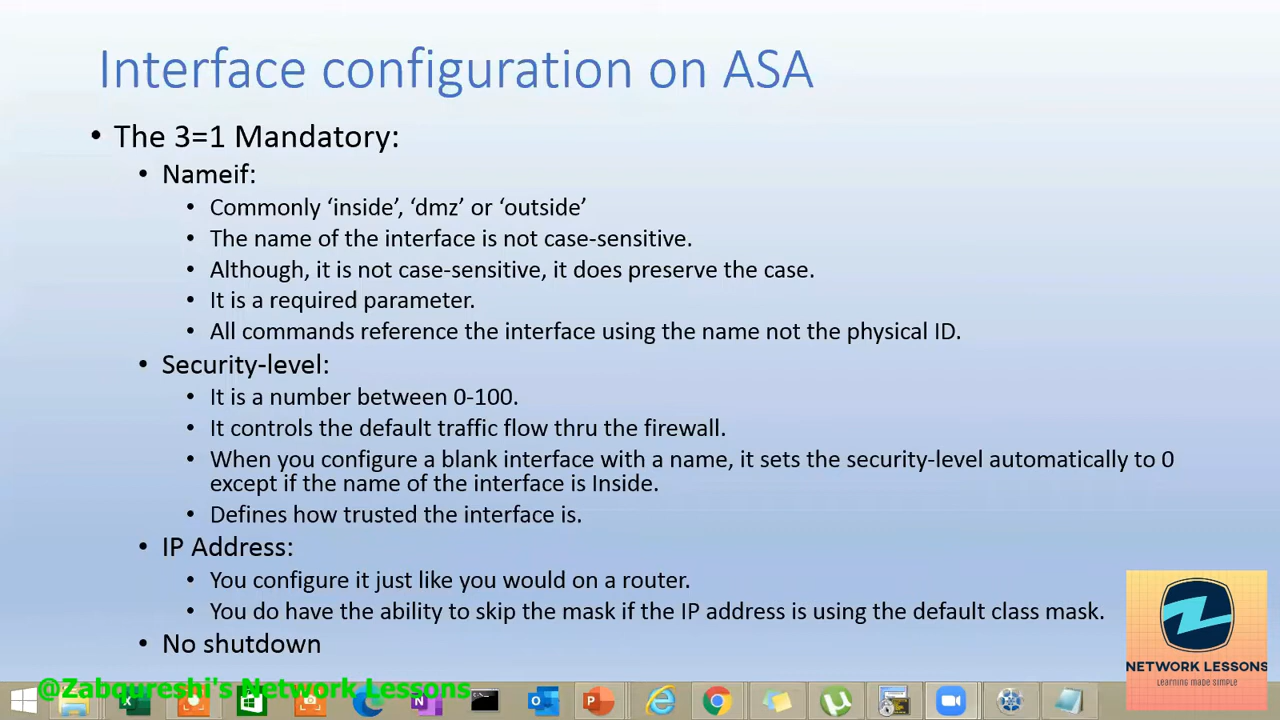 Interface configuration on ASA
• The 3=1 Mandatory:
• Nameif:
• Commonly ‘inside’, ‘dmz’ or ‘outside’
• The name of the interface is not case-sensitive.
• Although, it is not case-sensitive, it does preserve the case.
• It is a required parameter.
• All commands reference the interface using the name not the physical ID.
• Security-level:
• It is a number between 0-100.
• It controls the default traffic flow thru the firewall.
• When you configure a blank interface with a name, it sets the security-level automatically to 0
except if the name of the interface is Inside.
• Defines how trusted the interface is.
• IP Address:
• You configure it just like you would on a router.
• You do have the ability to skip the mask if the IP address is using the default class mask.
• No shutdown
NETWORK LESSONS
Learning made simple
@Zaboureshi's Network Lessons